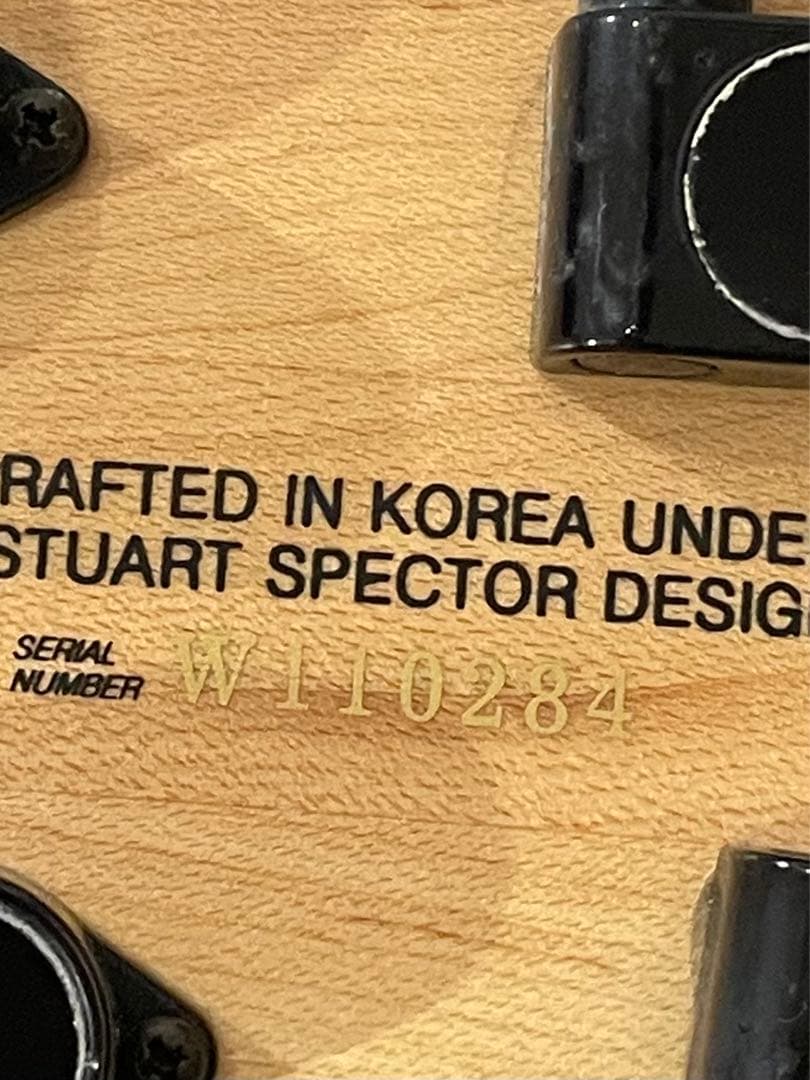 RAFTED IN KOREA UNDE
STUART SPECTOR DESIG
SERIAL
NUMBER W110284